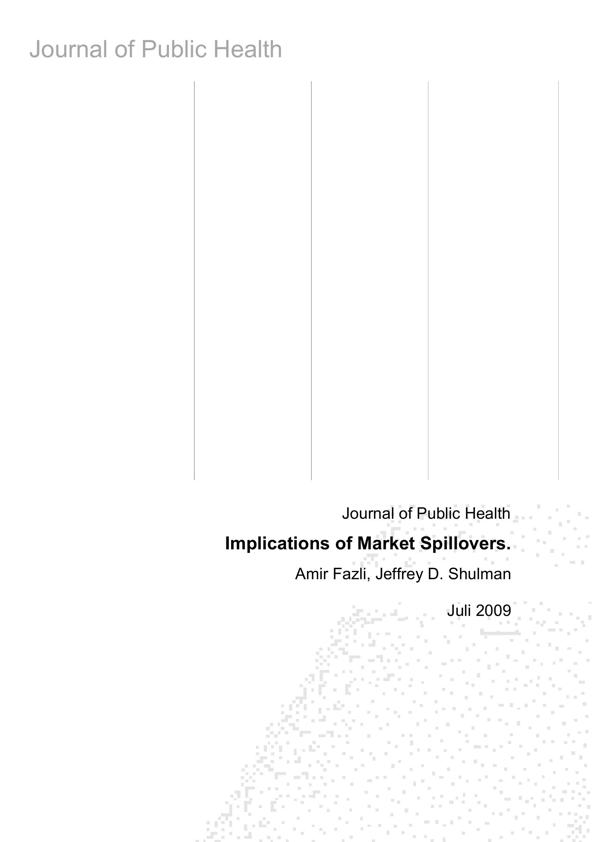 Journal of Public Health
Journal of Public Health
Implications of Market Spillovers.
Amir Fazli, Jeffrey D. Shulman
Juli 2009